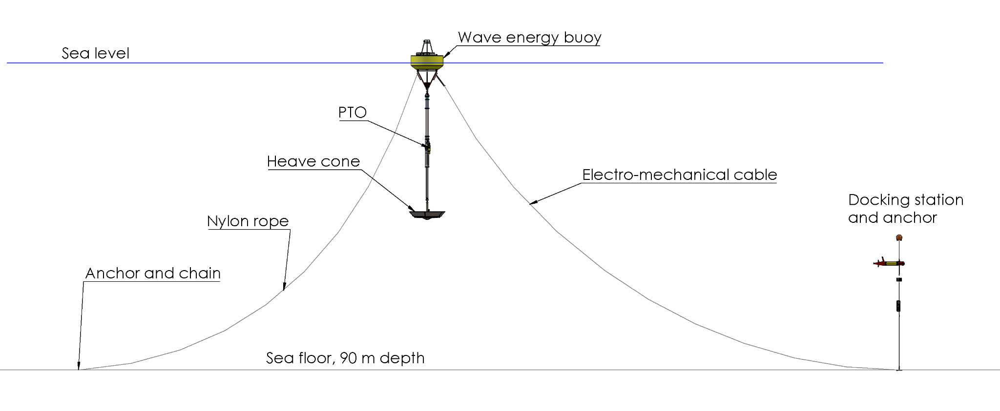 Wave energy buoy
Sea level
PTO
Heave cone
Electro-mechanical cable
Docking station
and anchor
Nylon rope
Anchor and chain
Sea floor, 90 m depth